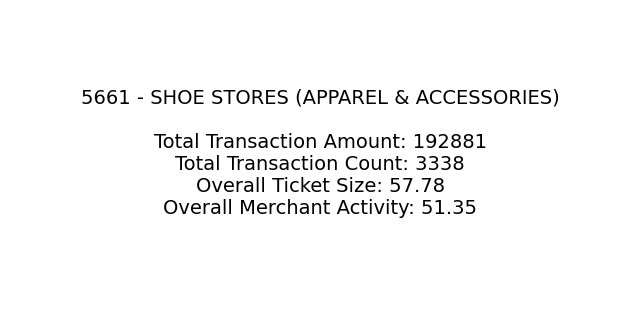 5661 - SHOE STORES (APPAREL & ACCESSORIES)
Total Transaction Amount: 192881
Total Transaction Count: 3338
Overall Ticket Size: 57.78
Overall Merchant Activity: 51.35